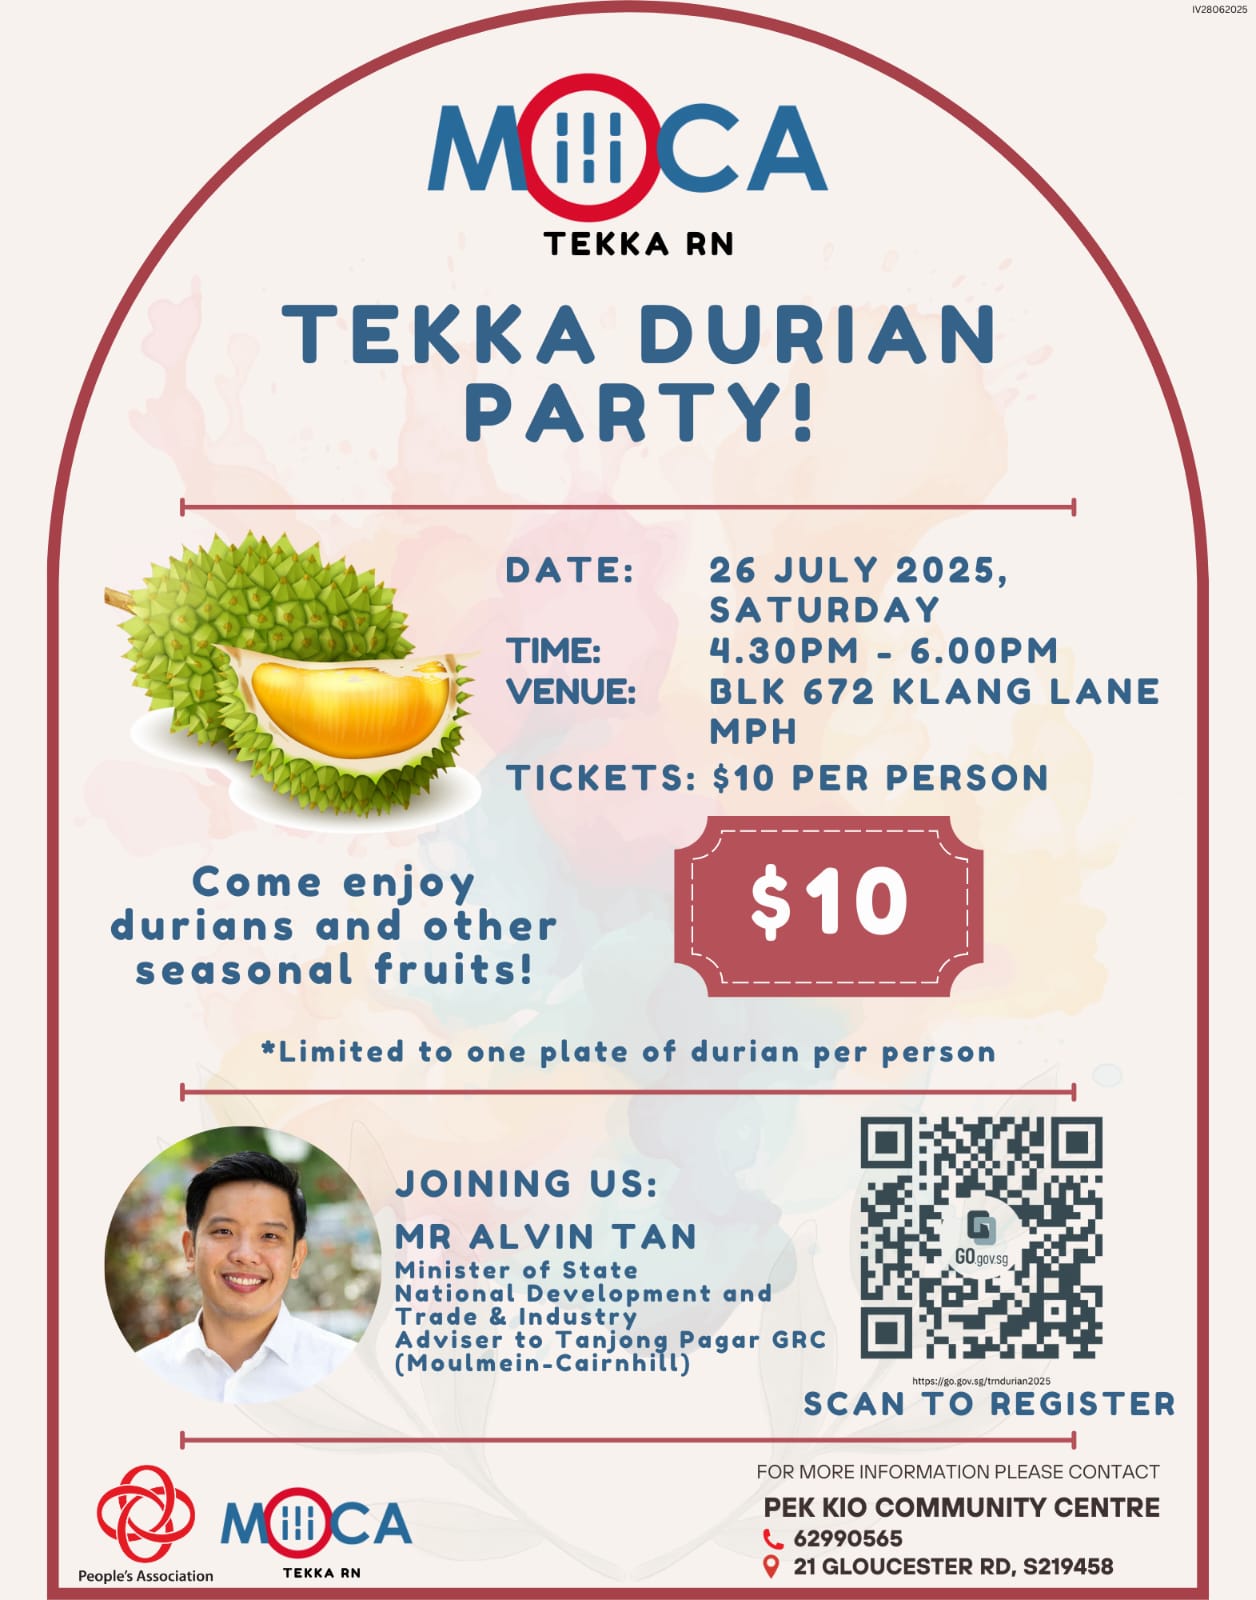 IV28062025
MOCA
TEKKA RN
TEKKA DURIAN
PARTY!
DATE: 26 JULY 2025,
SATURDAY
TIME: 4.30PM - 6.00PM
VENUE: BLK 672 KLANG LANE
MPH
TICKETS: $10 PER PERSON
$10
Come enjoy
durians and other
seasonal fruits!
*Limited to one plate of durian per person
JOINING US:
MR ALVIN TAN
Minister of State
National Development and
Trade & Industry
Adviser to Tanjong Pagar GRC
(Moulmein-Cairnhill)
GO.gov.sg
https://go.gov.sg/trndurian2025
SCAN TO REGISTER
People's Association
MOCA
TEKKA RN
FOR MORE INFORMATION PLEASE CONTACT
PEK KIO COMMUNITY CENTRE
62990565
21 GLOUCESTER RD, S219458